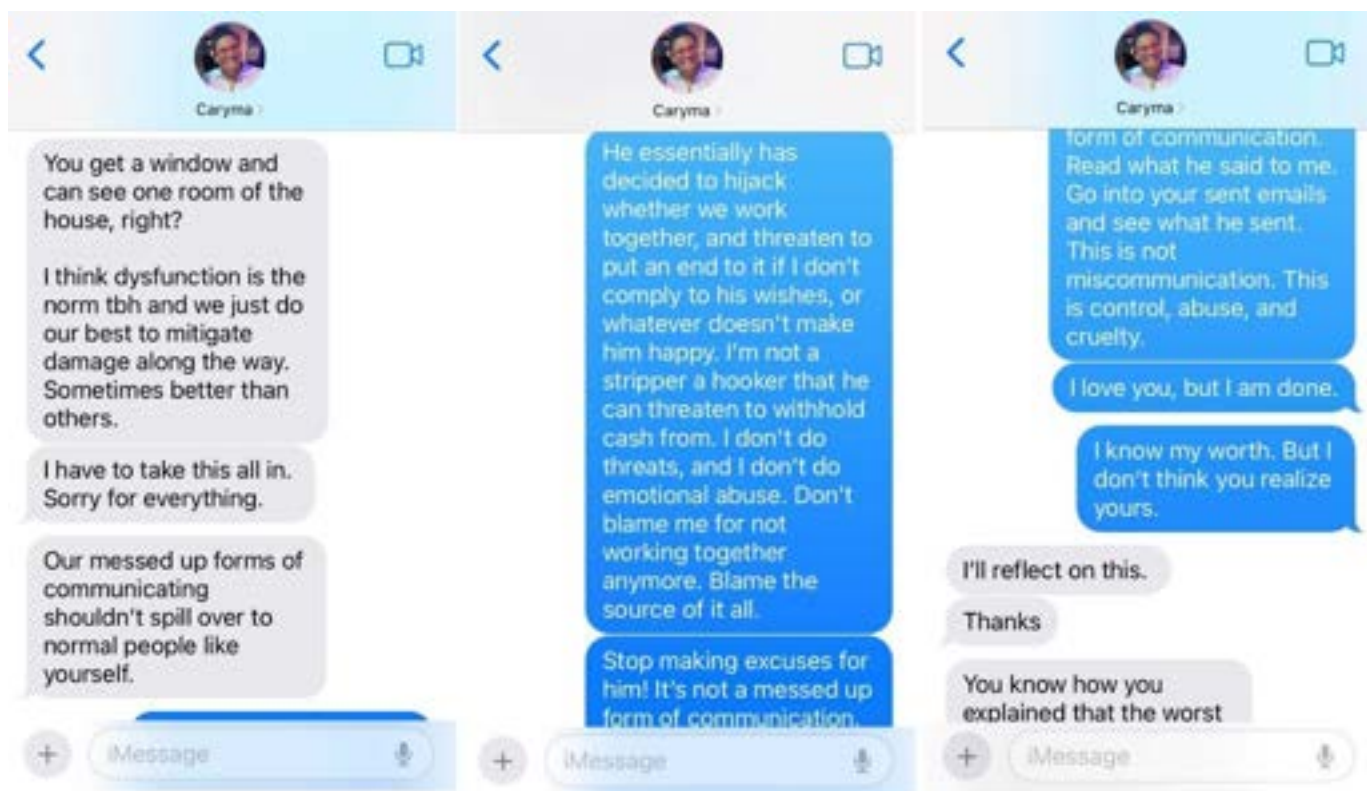 Caryma
You get a window and
can see one room of the
house, right?
I think dysfunction is the
norm tbh and we just do
our best to mitigate
damage along the way.
Sometimes better than
others.
I have to take this all in.
Sorry for everything.
Our messed up forms of
communicating
shouldn't spill over to
normal people like
yourself.
iMessage
Caryma
He essentially has
decided to hijack
whether we work
together, and threaten to
put an end to it if I don't
comply to his wishes, or
whatever doesn't make
him happy. I'm not a
stripper a hooker that he
can threaten to withhold
cash from. I don't do
threats, and I don't do
emotional abuse. Don't
blame me for not
working together
anymore. Blame the
source of it all.
Stop making excuses for
him! It's not a messed up
form of communication.
iMessage
Caryma
form of communication.
Read what he said to me.
Go into your sent emails
and see what he sent.
This is not
miscommunication. This
is control, abuse, and
cruelty.
I love you, but I am done.
I know my worth. But I
don't think you realize
yours.
I'll reflect on this.
Thanks
You know how you
explained that the worst
iMessage